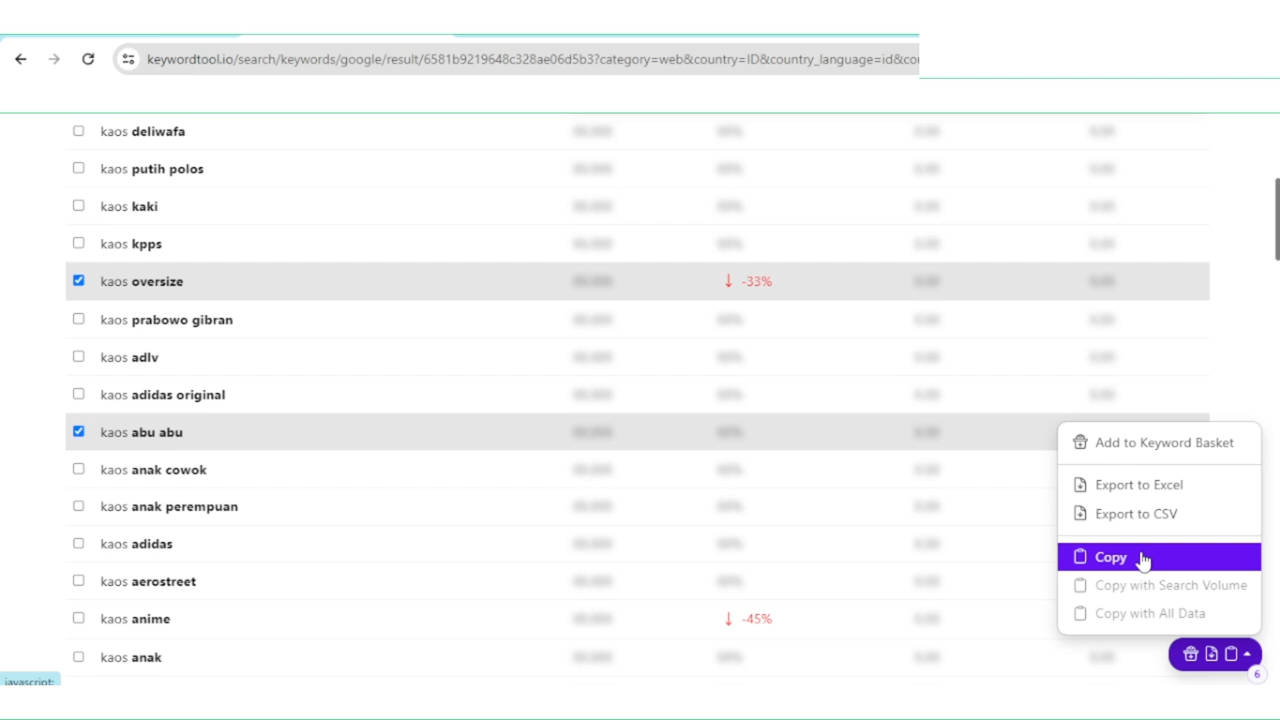 keywordtool.io/search/keywords/google/result/6581b9219648c328ae06d5b3?category=web&country=ID&country_language=id&cou
kaos deliwafa
kaos putih polos
kaos kaki
kaos kpps
kaos oversize ↓ -33%
kaos prabowo gibran
kaos adlv
kaos adidas original
kaos abu abu
kaos anak cowok
kaos anak perempuan
kaos adidas
kaos aerostreet
kaos anime ↓ -45%
kaos anak
Add to Keyword Basket
Export to Excel
Export to CSV
Copy
Copy with Search Volume
Copy with All Data
6
javascript: